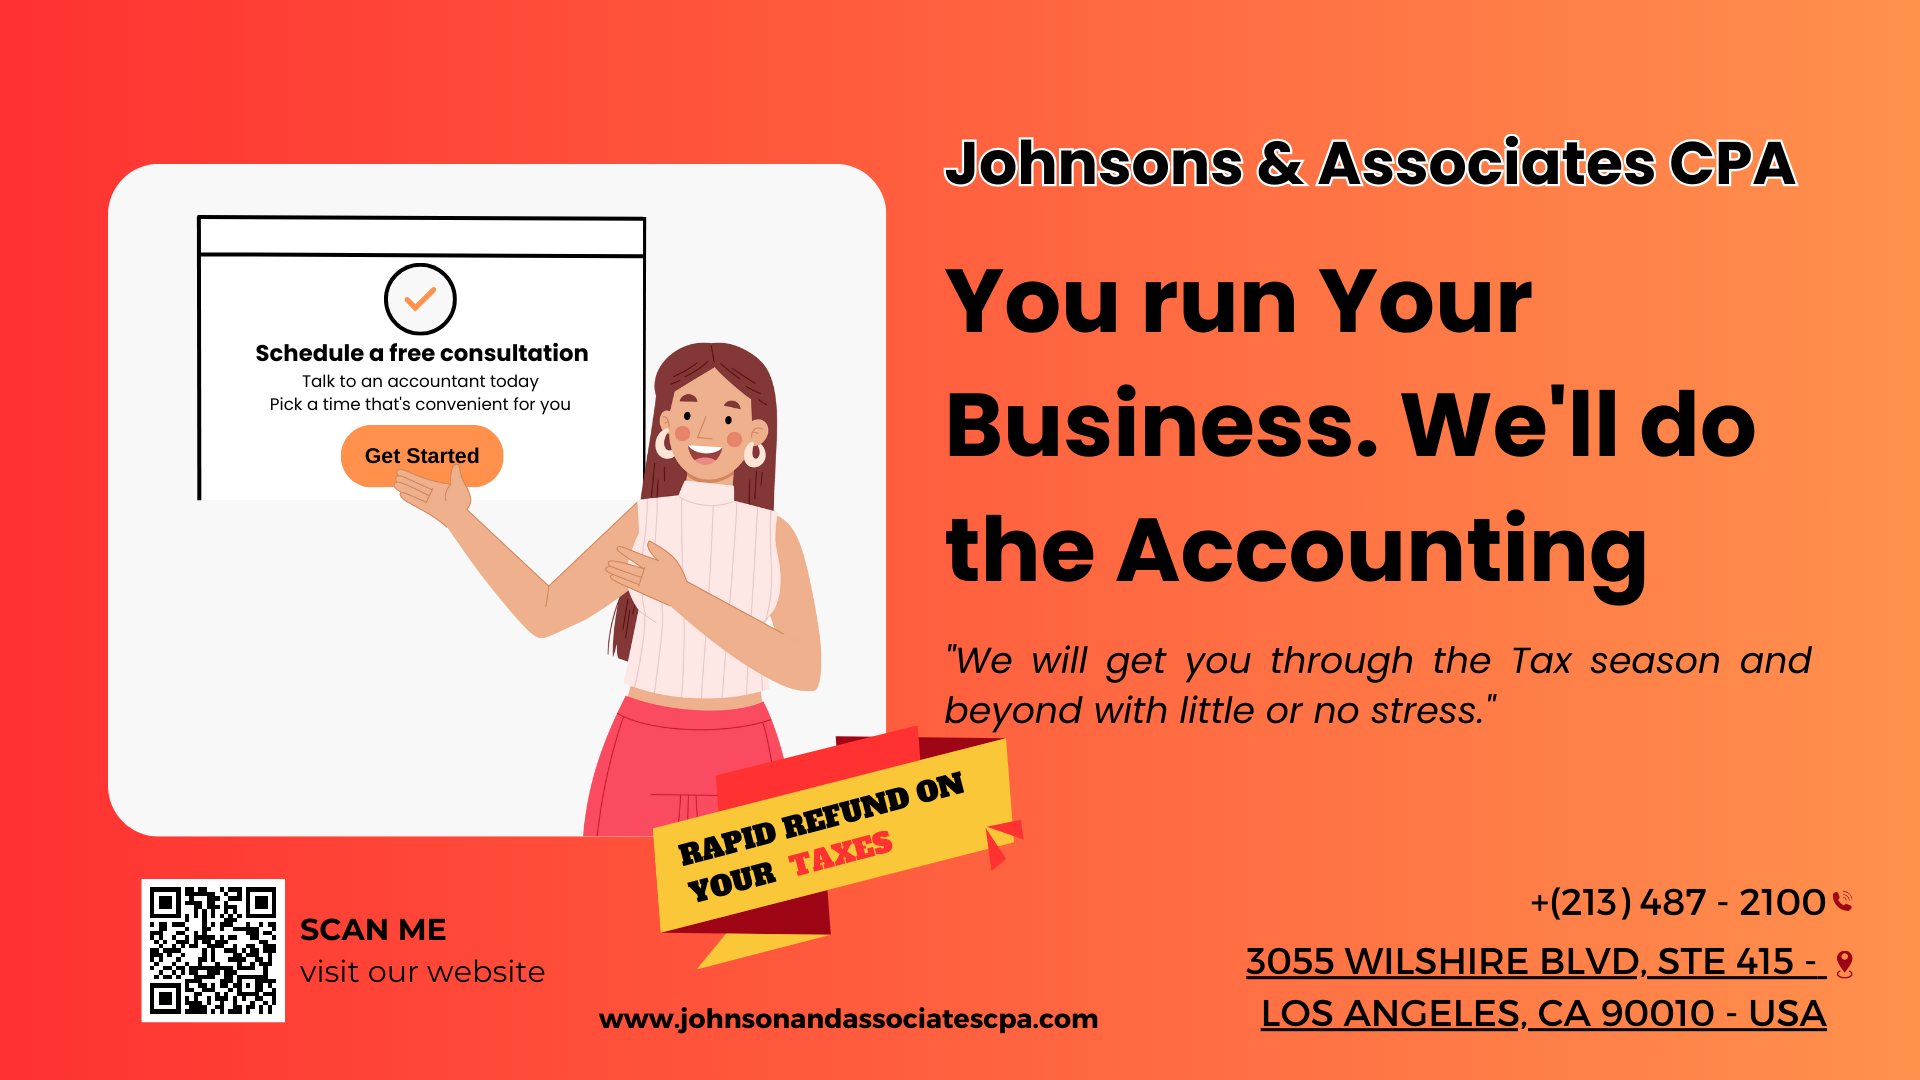 Johnsons & Associates CPA
You run Your
Business. We'll do
the Accounting
"We will get you through the Tax season and
beyond with little or no stress."
Schedule a free consultation
Talk to an accountant today
Pick a time that's convenient for you
Get Started
RAPID REFUND ON
YOUR TAXES
SCAN ME
visit our website
www.johnsonandassociatescpa.com
+(213) 487 - 2100
3055 WILSHIRE BLVD, STE 415 -
LOS ANGELES, CA 90010 - USA